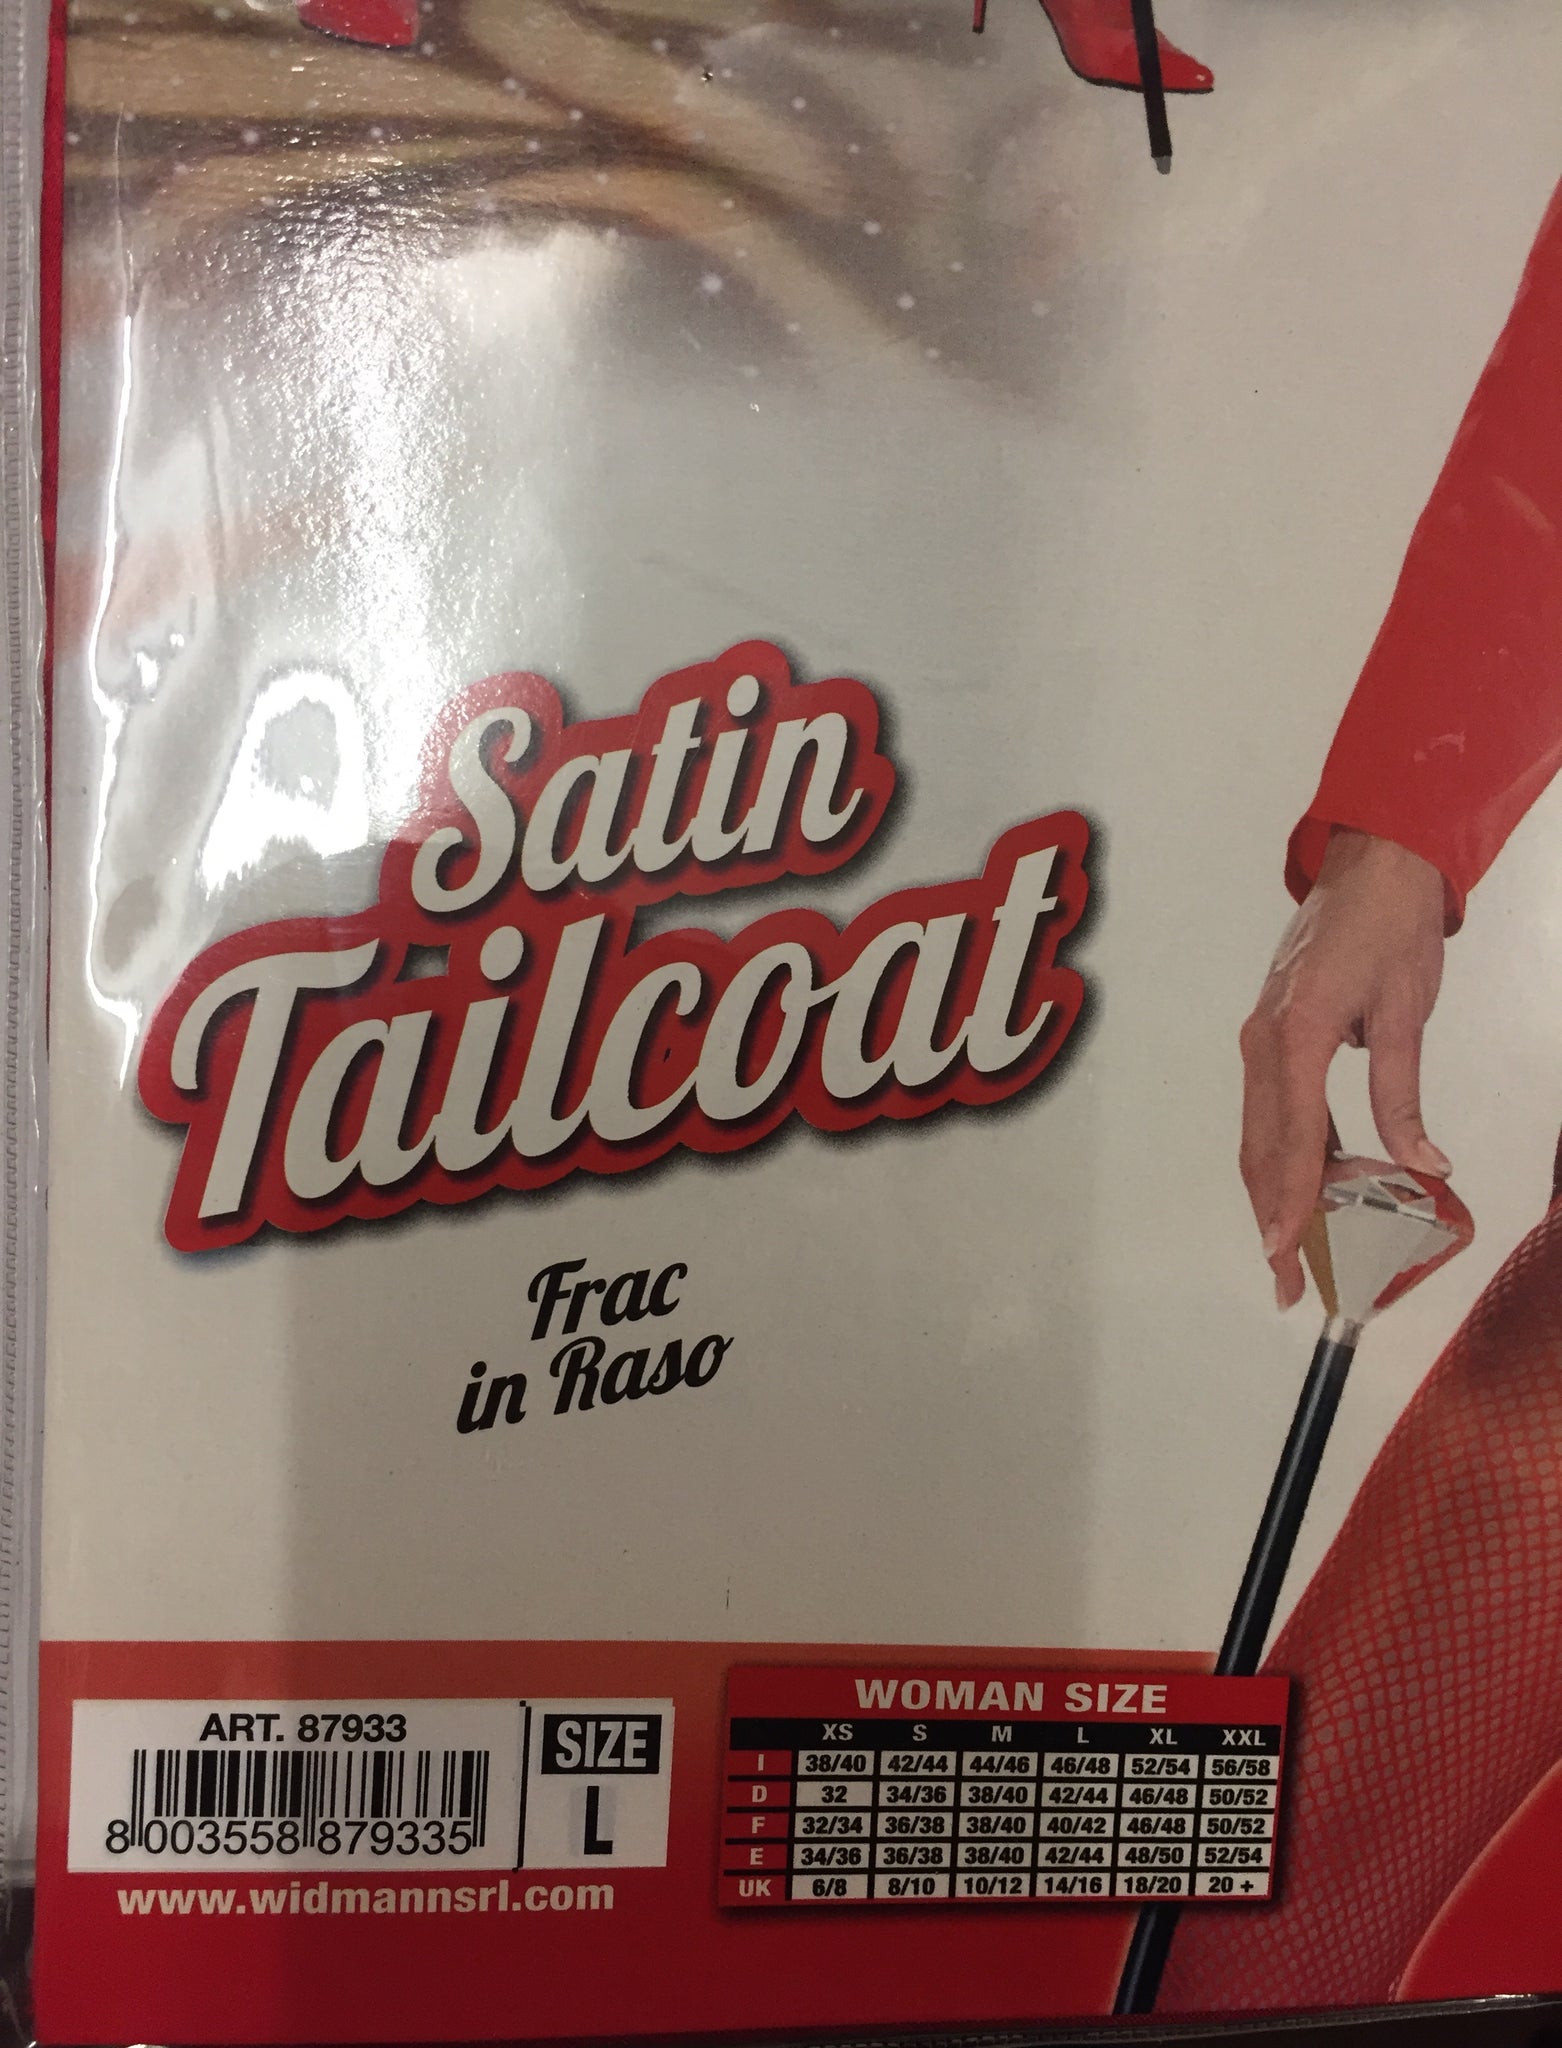 Satin
Tailcoat
Frac
in Raso
ART. 87933
8 003558 879335
SIZE
L
www.widmannsrl.com
WOMAN SIZE
XS S M L XL XXL
I 38/40 42/44 44/46 46/48 52/54 56/58
D 32 34/36 38/40 42/44 46/48 50/52
F 32/34 36/38 38/40 40/42 46/48 50/52
E 34/36 36/38 38/40 42/44 48/50 52/54
UK 6/8 8/10 10/12 14/16 18/20 20 +